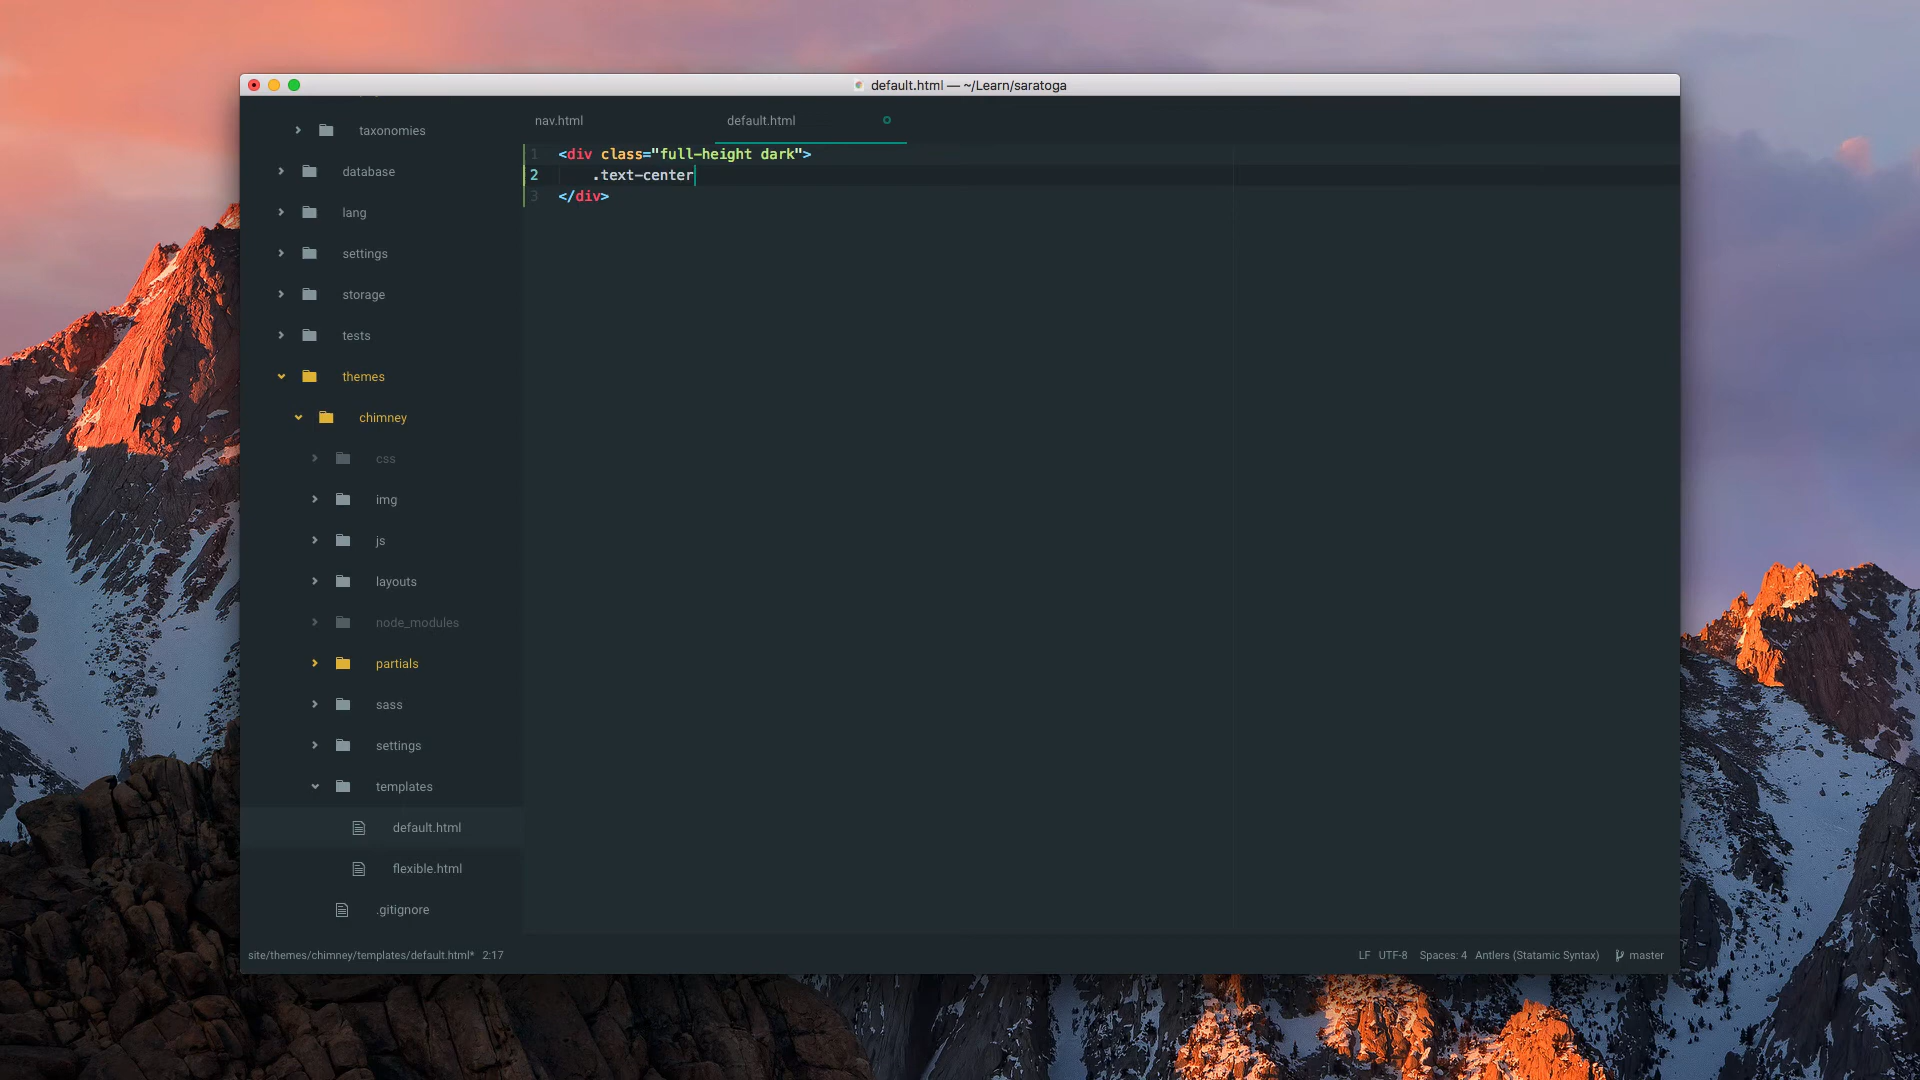 default.html — ~/Learn/saratoga
taxonomies
database
lang
settings
storage
tests
themes
chimney
css
img
js
layouts
node_modules
partials
sass
settings
templates
default.html
flexible.html
.gitignore
nav.html
default.html
1 <div class="full-height dark">
2 .text-center
3 </div>
site/themes/chimney/templates/default.html* 2:17
LF UTF-8 Spaces: 4 Antlers (Statamic Syntax) master